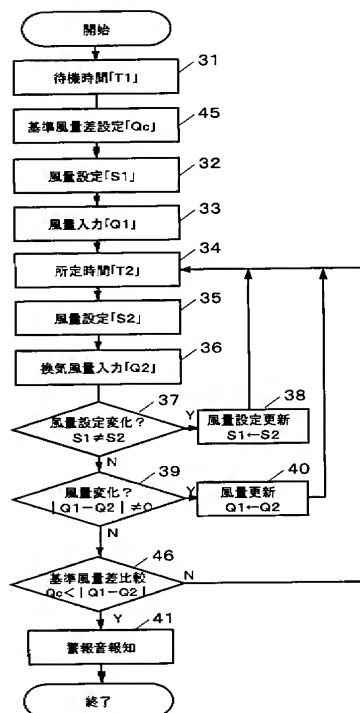 開始
待機時間「T1」
31
基準風量差設定「Qc」
45
風量設定「S1」
32
風量入力「Q1」
33
所定時間「T2」
34
風量設定「S2」
35
換気風量入力「Q2」
36
風量設定変化?
S1≠S2
37
Y
風量設定更新
S1←S2
38
N
風量変化?
|Q1−Q2| ≠0
39
Y
風量更新
Q1←Q2
40
N
基準風量差比較
Qc<|Q1−Q2|
46
N
Y
警報音報知
41
終了